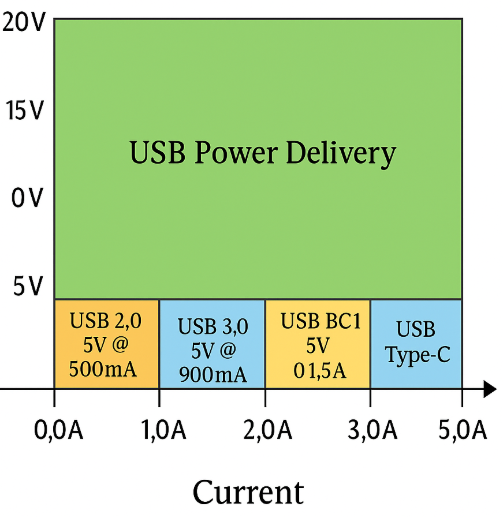 20V
15V
USB Power Delivery
0V
5V
USB 2,0
5V @
500mA
USB 3,0
5V @
900mA
USB BC1
5V
01,5A
USB
Type-C
0,0A 1,0A 2,0A 3,0A 5,0A
Current